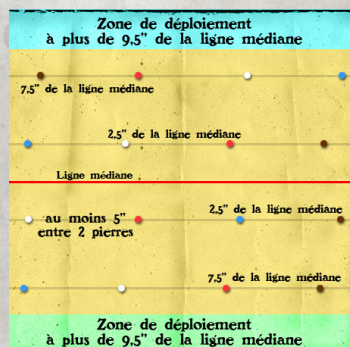 Zone de déploiement
à plus de 9,5" de la ligne médiane
7,5" de la ligne médiane
2,5" de la ligne médiane
Ligne médiane
2,5" de la ligne médiane
au moins 5"
entre 2 pierres
7,5" de la ligne médiane
Zone de déploiement
à plus de 9,5" de la ligne médiane